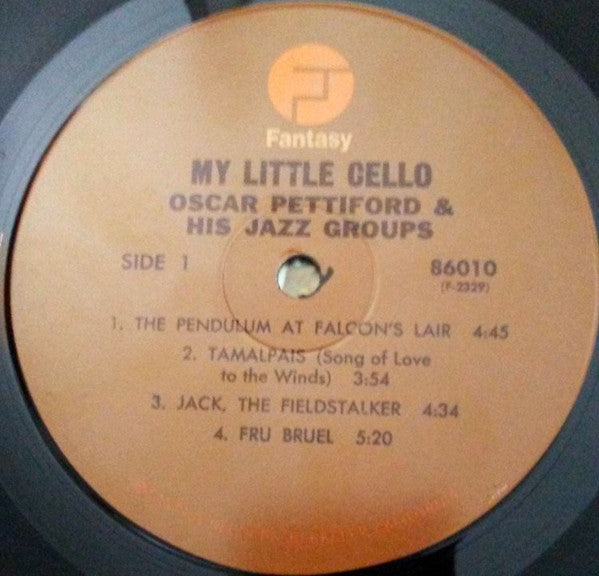 Fantasy
MY LITTLE CELLO
OSCAR PETTIFORD &
HIS JAZZ GROUPS
SIDE 1
86010
(F-2329)
1. THE PENDULUM AT FALCON'S LAIR 4:45
2. TAMALPAIS (Song of Love
to the Winds) 3:54
3. JACK, THE FIELDSTALKER 4:34
4. FRU BRUEL 5:20